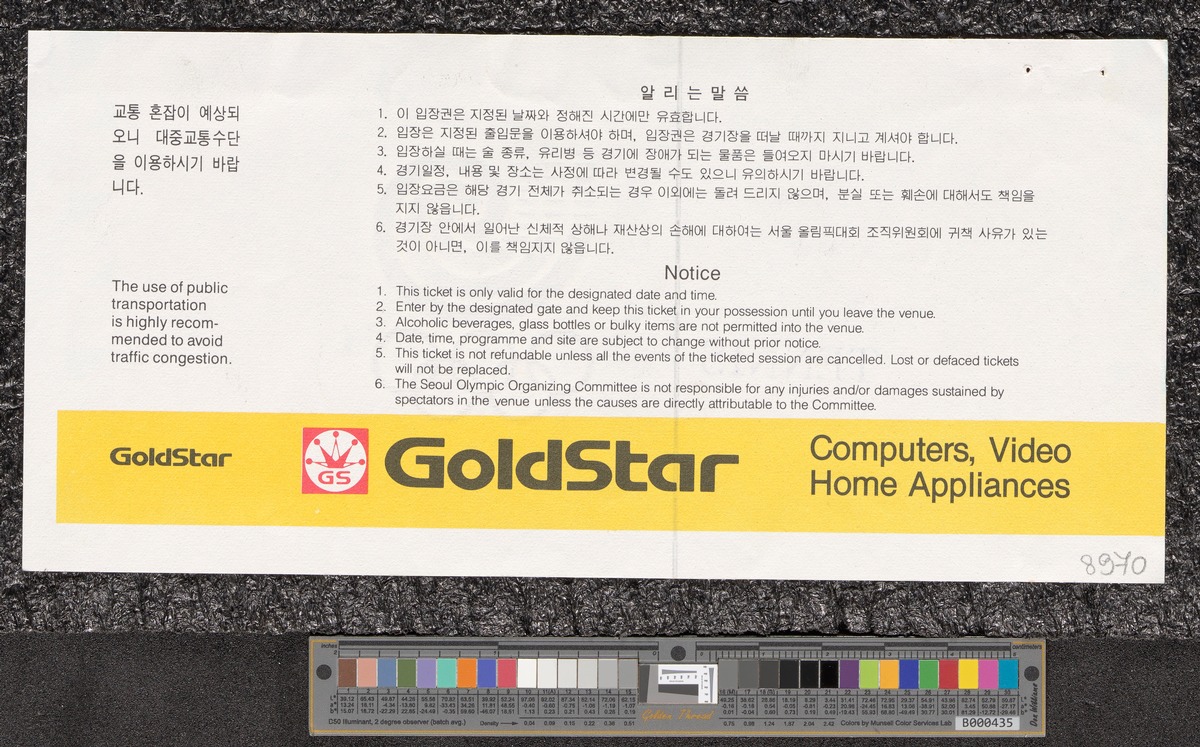 교통 혼잡이 예상되
오니 대중교통수단
을 이용하시기 바랍
니다.
The use of public
transportation
is highly recom-
mended to avoid
traffic congestion.
알리는말씀
1. 이 입장권은 지정된 날짜와 정해진 시간에만 유효합니다.
2. 입장은 지정된 출입문을 이용하셔야 하며, 입장권은 경기장을 떠날 때까지 지니고 계셔야 합니다.
3. 입장하실 때는 술 종류, 유리병 등 경기에 장애가 되는 물품은 들여오지 마시기 바랍니다.
4. 경기일정, 내용 및 장소는 사정에 따라 변경될 수도 있으니 유의하시기 바랍니다.
5. 입장요금은 해당 경기 전체가 취소되는 경우 이외에는 돌려 드리지 않으며, 분실 또는 훼손에 대해서도 책임을
지지 않읍니다.
6. 경기장 안에서 일어난 신체적 상해나 재산상의 손해에 대하여는 서울 올림픽대회 조직위원회에 귀책 사유가 있는
것이 아니면, 이를 책임지지 않읍니다.
Notice
1. This ticket is only valid for the designated date and time.
2. Enter by the designated gate and keep this ticket in your possession until you leave the venue.
3. Alcoholic beverages, glass bottles or bulky items are not permitted into the venue.
4. Date, time, programme and site are subject to change without prior notice.
5. This ticket is not refundable unless all the events of the ticketed session are cancelled. Lost or defaced tickets
will not be replaced.
6. The Seoul Olympic Organizing Committee is not responsible for any injuries and/or damages sustained by
spectators in the venue unless the causes are directly attributable to the Committee.
GoldStar
GS
GoldStar
Computers, Video
Home Appliances
8970
inches
centimeters
D50 Illuminant, 2 degree observer (batch avg.)
Density
Golden Thread
Colors by Munsell Color Services Lab
B000435